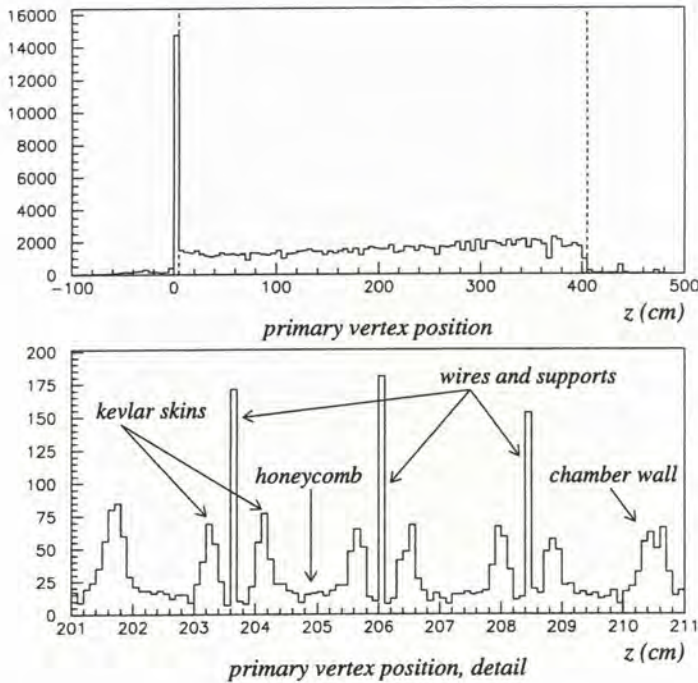 16000
14000
12000
10000
8000
6000
4000
2000
0
−100 0 100 200 300 400 500
z (cm)
primary vertex position
200
175
150
125
100
75
50
25
0
wires and supports
kevlar skins
honeycomb
chamber wall
201 202 203 204 205 206 207 208 209 210 211
z (cm)
primary vertex position, detail